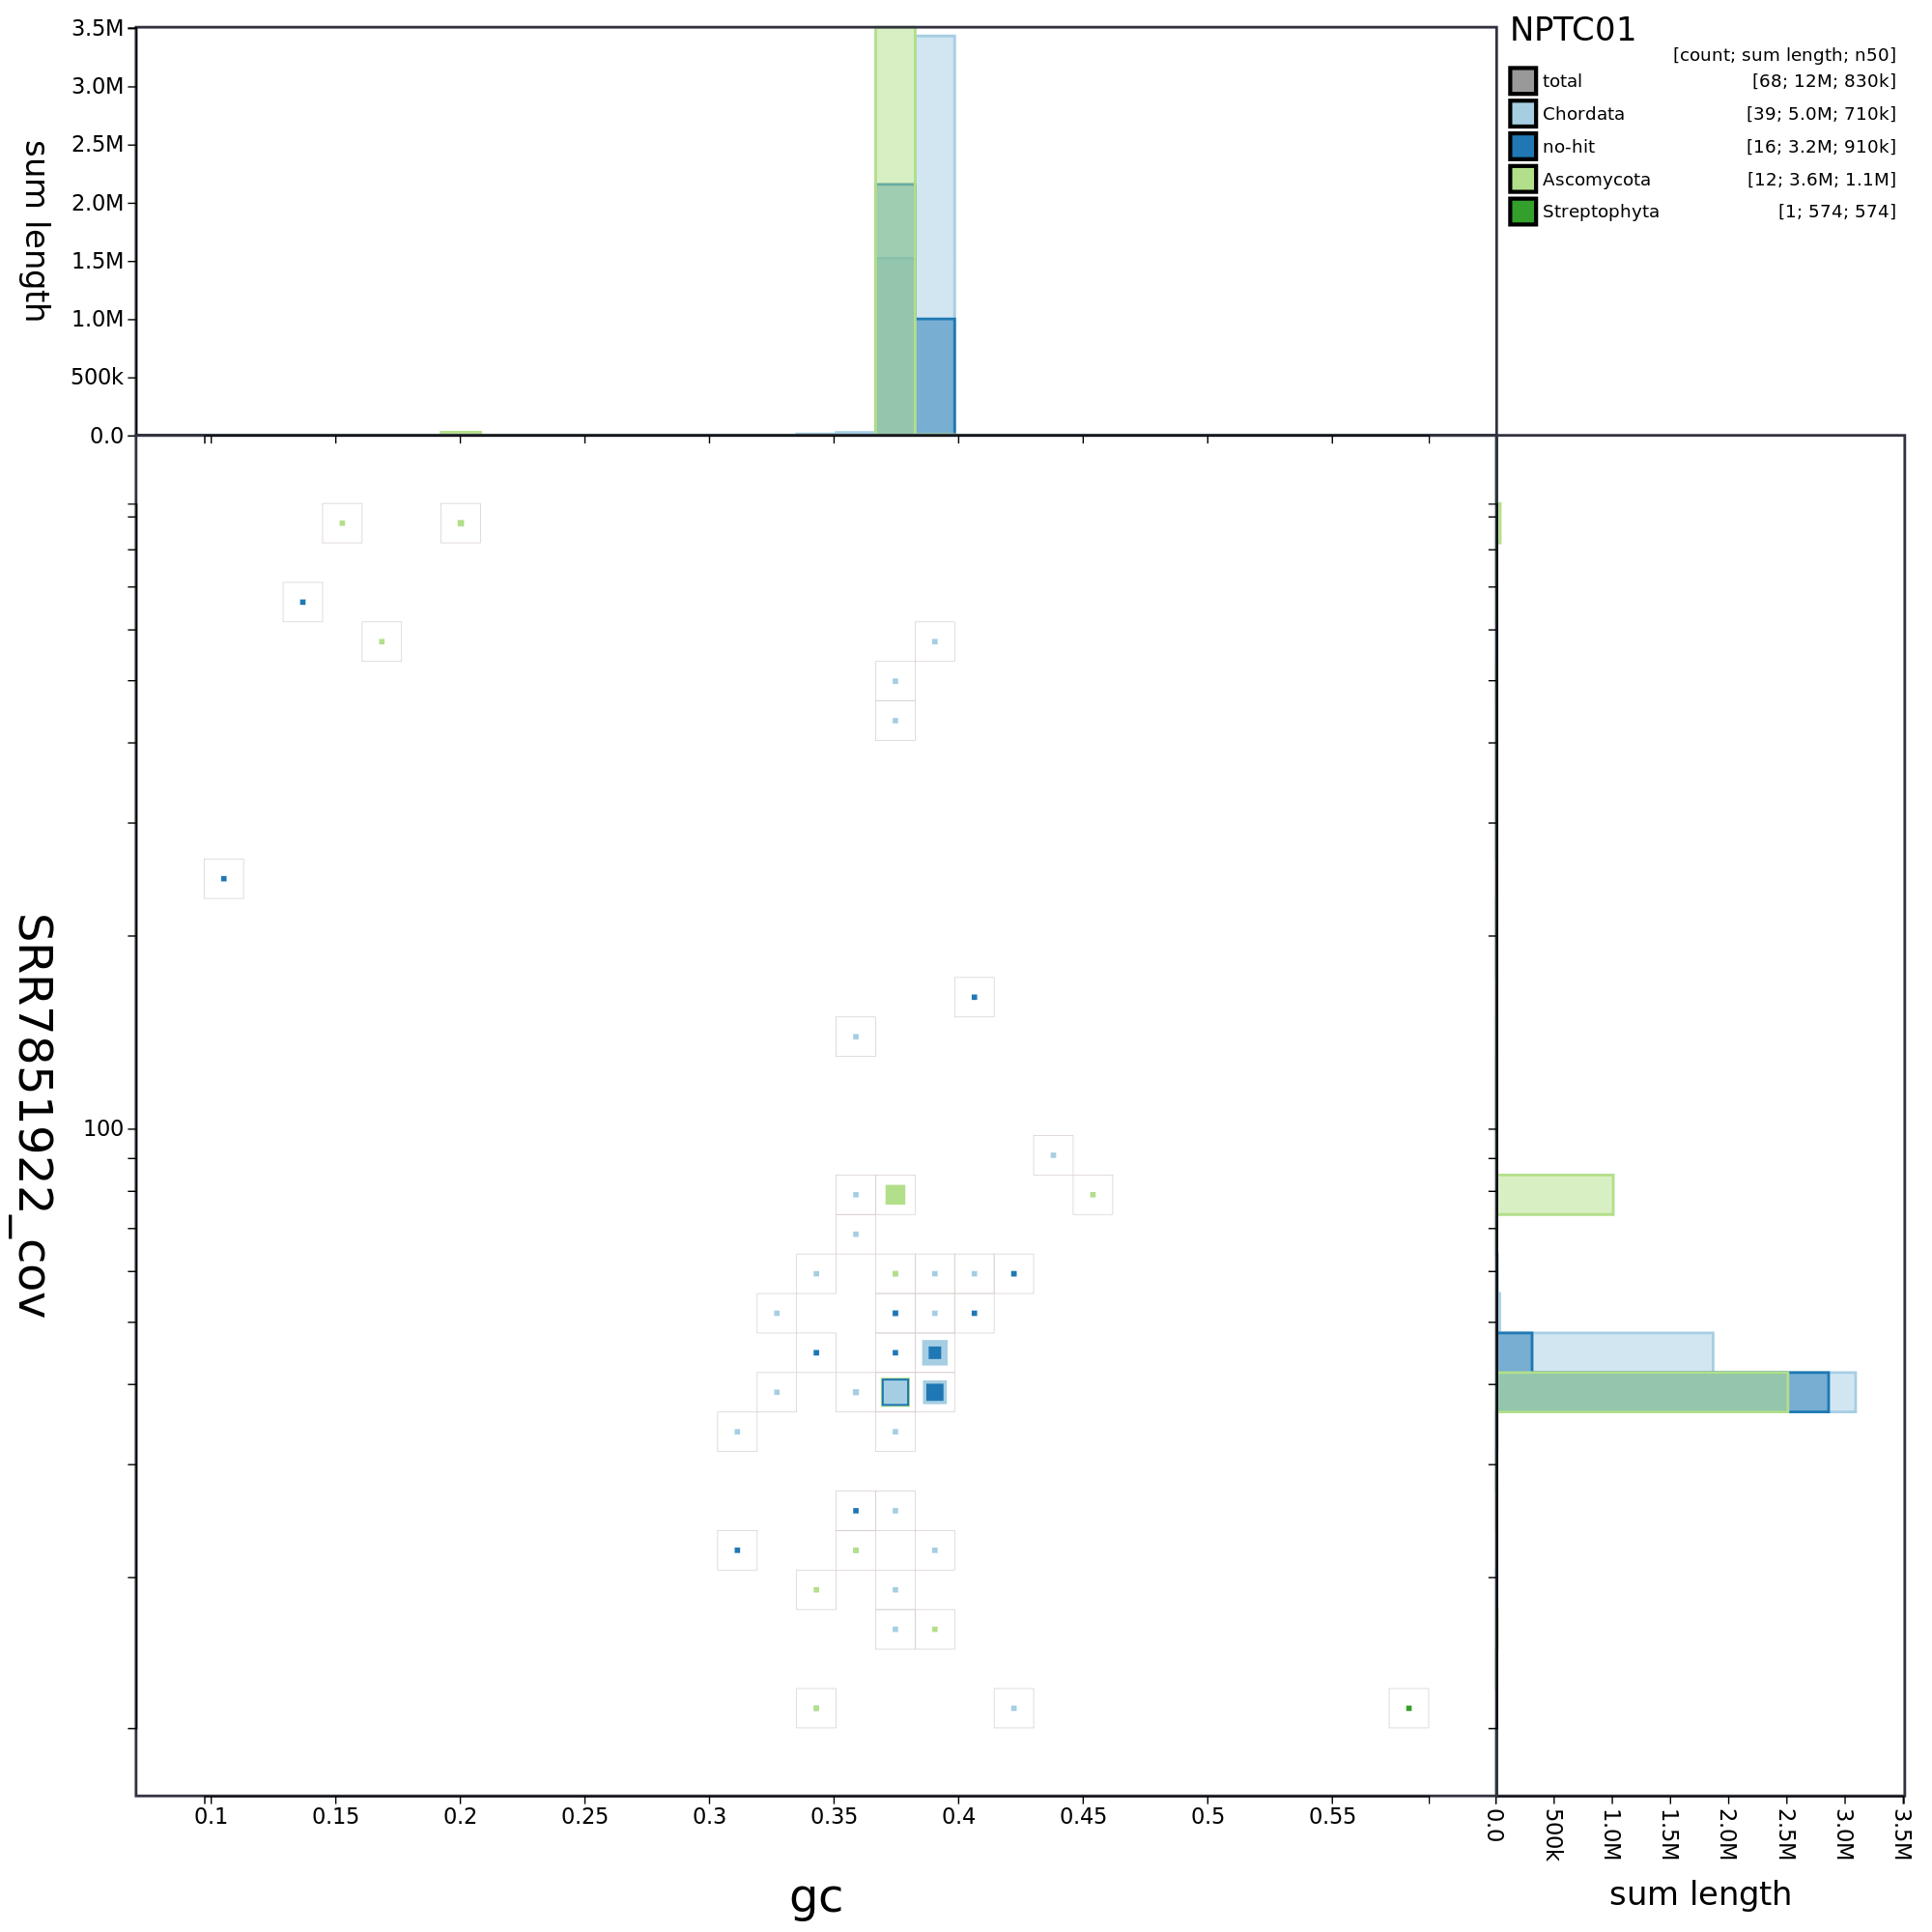 NPTC01
[count; sum length; n50]
total [68; 12M; 830k]
Chordata [39; 5.0M; 710k]
no-hit [16; 3.2M; 910k]
Ascomycota [12; 3.6M; 1.1M]
Streptophyta [1; 574; 574]
sum length
3.5M
3.0M
2.5M
2.0M
1.5M
1.0M
500k
0.0
SRR7851922_cov
100
0.1 0.15 0.2 0.25 0.3 0.35 0.4 0.45 0.5 0.55
gc
0.0 500k 1.0M 1.5M 2.0M 2.5M 3.0M 3.5M
sum length